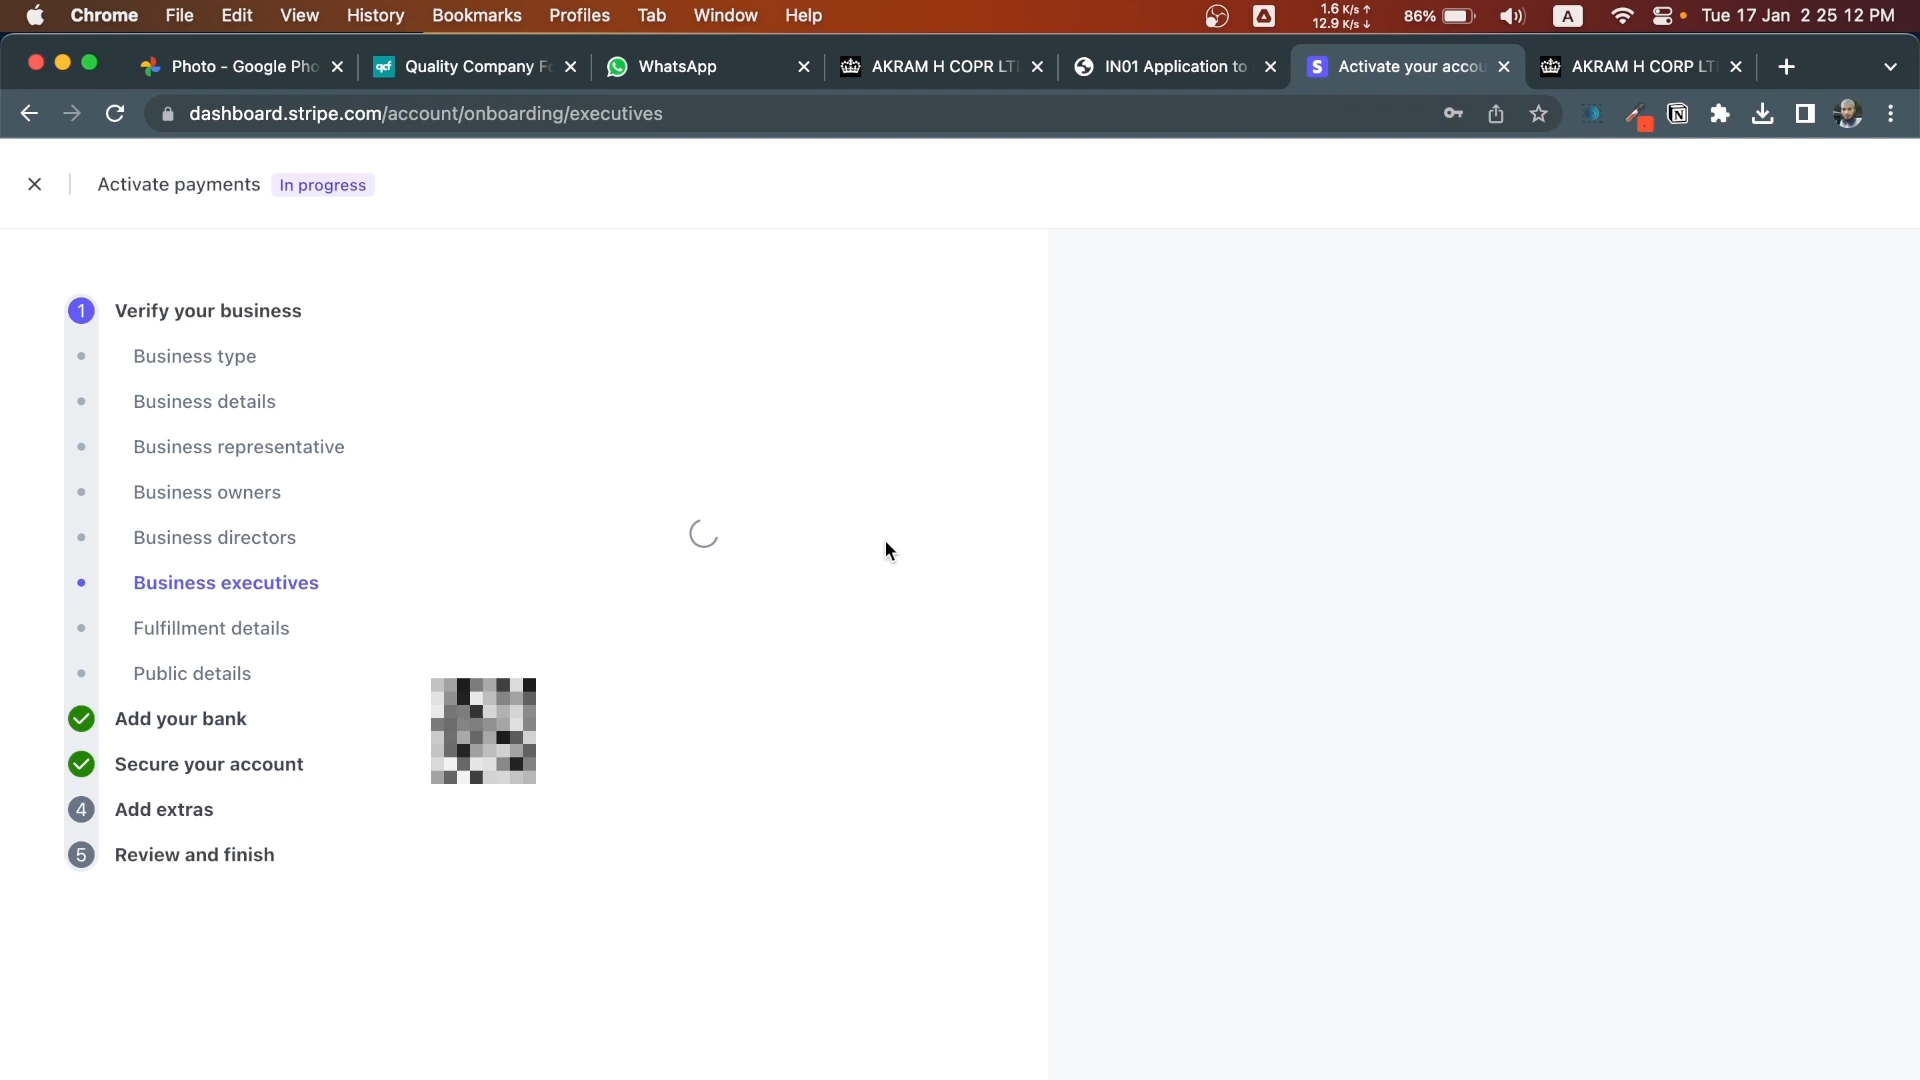 Chrome File Edit View History Bookmarks Profiles Tab Window Help 1.6 K/s↑ 12.9 K/s↓ 86% A Tue 17 Jan 2 25 12 PM
Photo - Google Pho qcf Quality Company Fo WhatsApp AKRAM H COPR LT IN01 Application to S Activate your accou AKRAM H CORP LT
dashboard.stripe.com/account/onboarding/executives
Activate payments In progress
1 Verify your business
Business type
Business details
Business representative
Business owners
Business directors
Business executives
Fulfillment details
Public details
Add your bank
Secure your account
4 Add extras
5 Review and finish